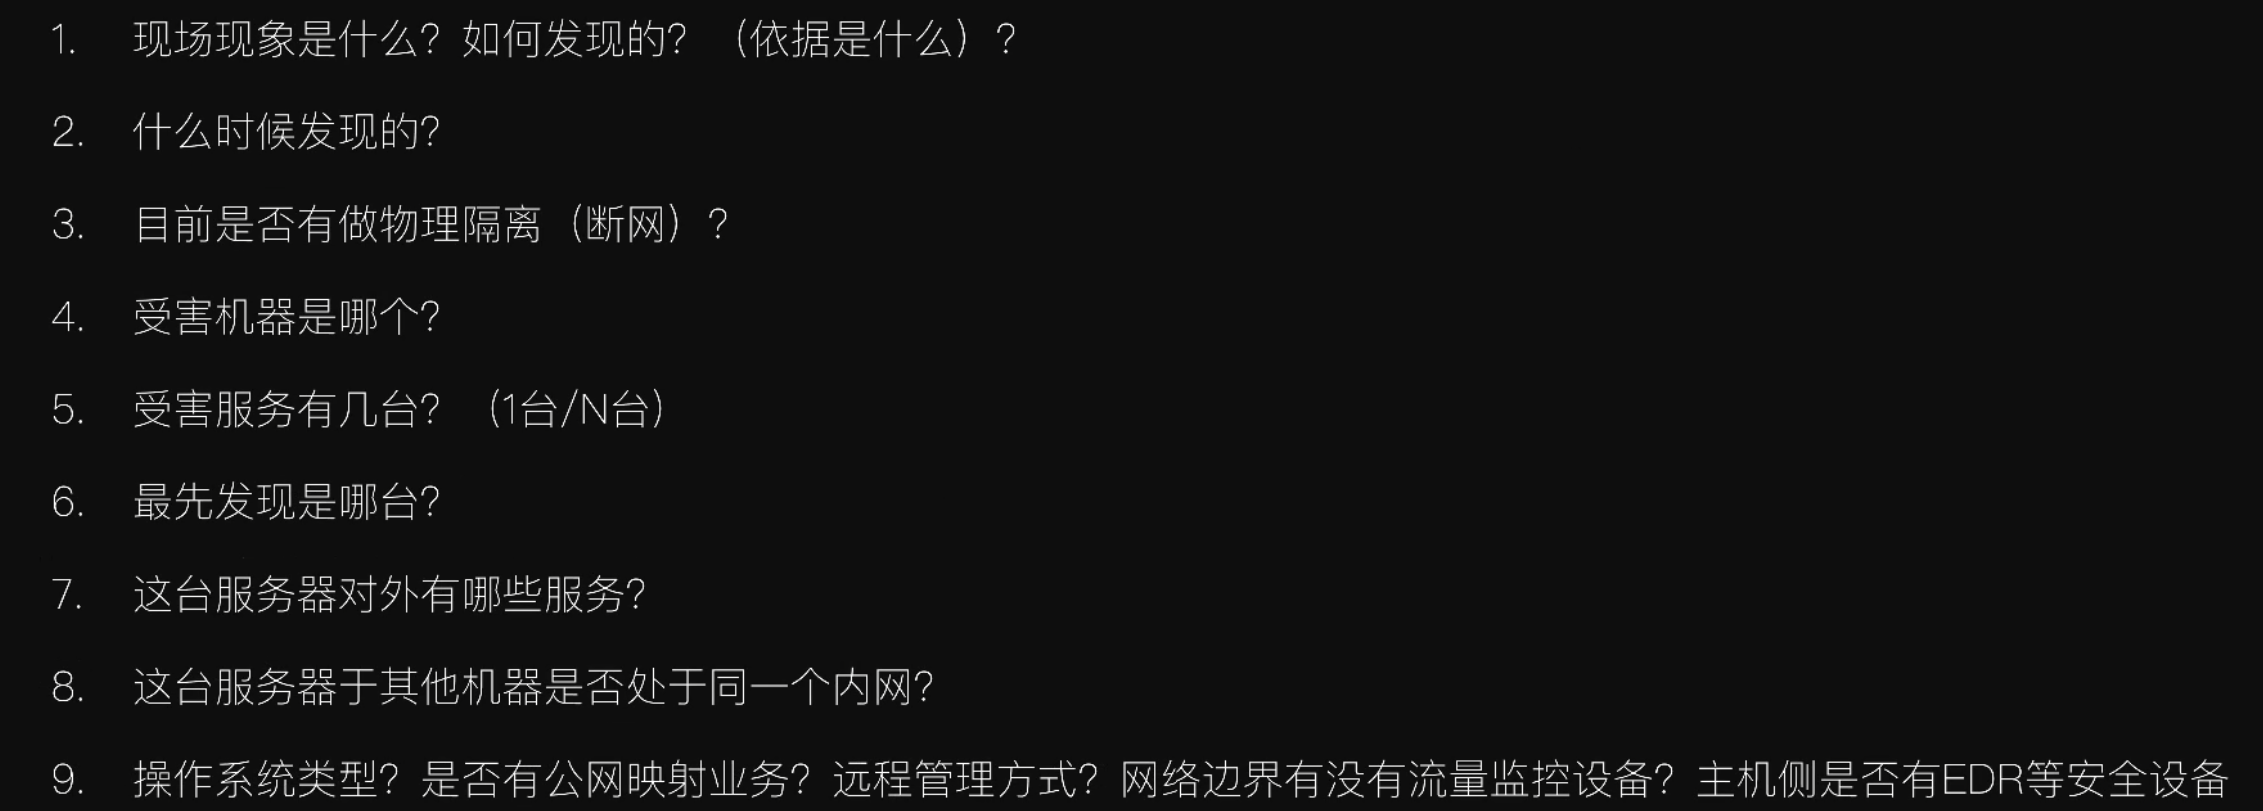 1. 现场现象是什么？如何发现的？（依据是什么）？
2. 什么时候发现的？
3. 目前是否有做物理隔离（断网）？
4. 受害机器是哪个？
5. 受害服务有几台？（1台/N台）
6. 最先发现是哪台？
7. 这台服务器对外有哪些服务？
8. 这台服务器于其他机器是否处于同一个内网？
9. 操作系统类型？是否有公网映射业务？远程管理方式？网络边界有没有流量监控设备？主机侧是否有EDR等安全设备